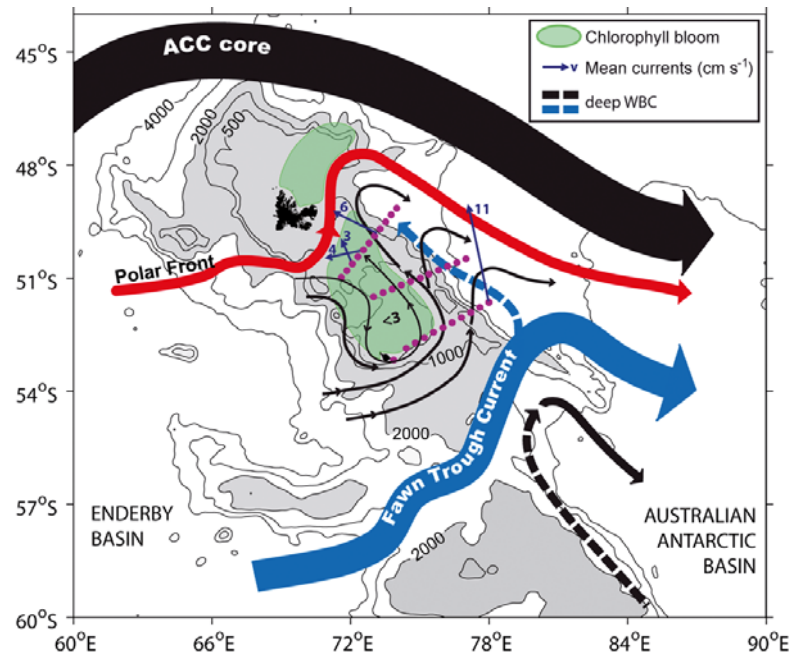 45°S
48°S
51°S
54°S
57°S
60°S
60°E
66°E
72°E
78°E
84°E
90°E
ACC core
Chlorophyll bloom
v Mean currents (cm s⁻¹)
deep WBC
4000
2000
500
6
3
4
11
Polar Front
<3
1000
2000
Fawn Trough Current
2000
ENDERBY
BASIN
AUSTRALIAN
ANTARCTIC
BASIN